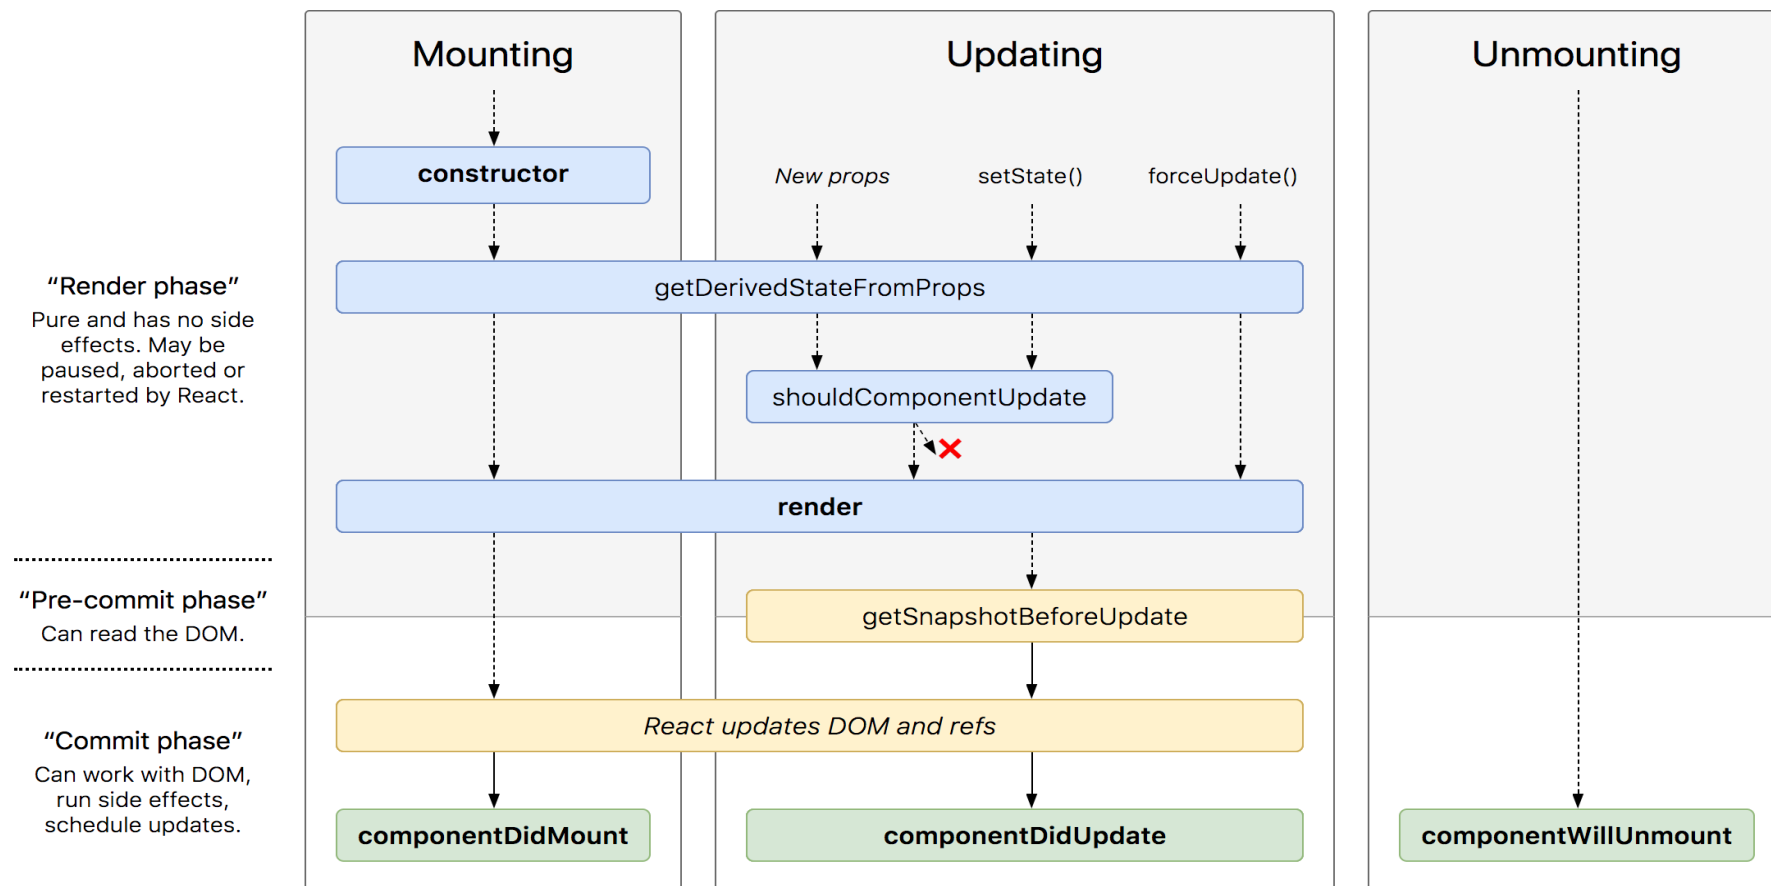 Mounting
Updating
Unmounting
constructor
New props
setState()
forceUpdate()
“Render phase”
Pure and has no side
effects. May be
paused, aborted or
restarted by React.
getDerivedStateFromProps
shouldComponentUpdate
render
“Pre-commit phase”
Can read the DOM.
getSnapshotBeforeUpdate
“Commit phase”
Can work with DOM,
run side effects,
schedule updates.
React updates DOM and refs
componentDidMount
componentDidUpdate
componentWillUnmount